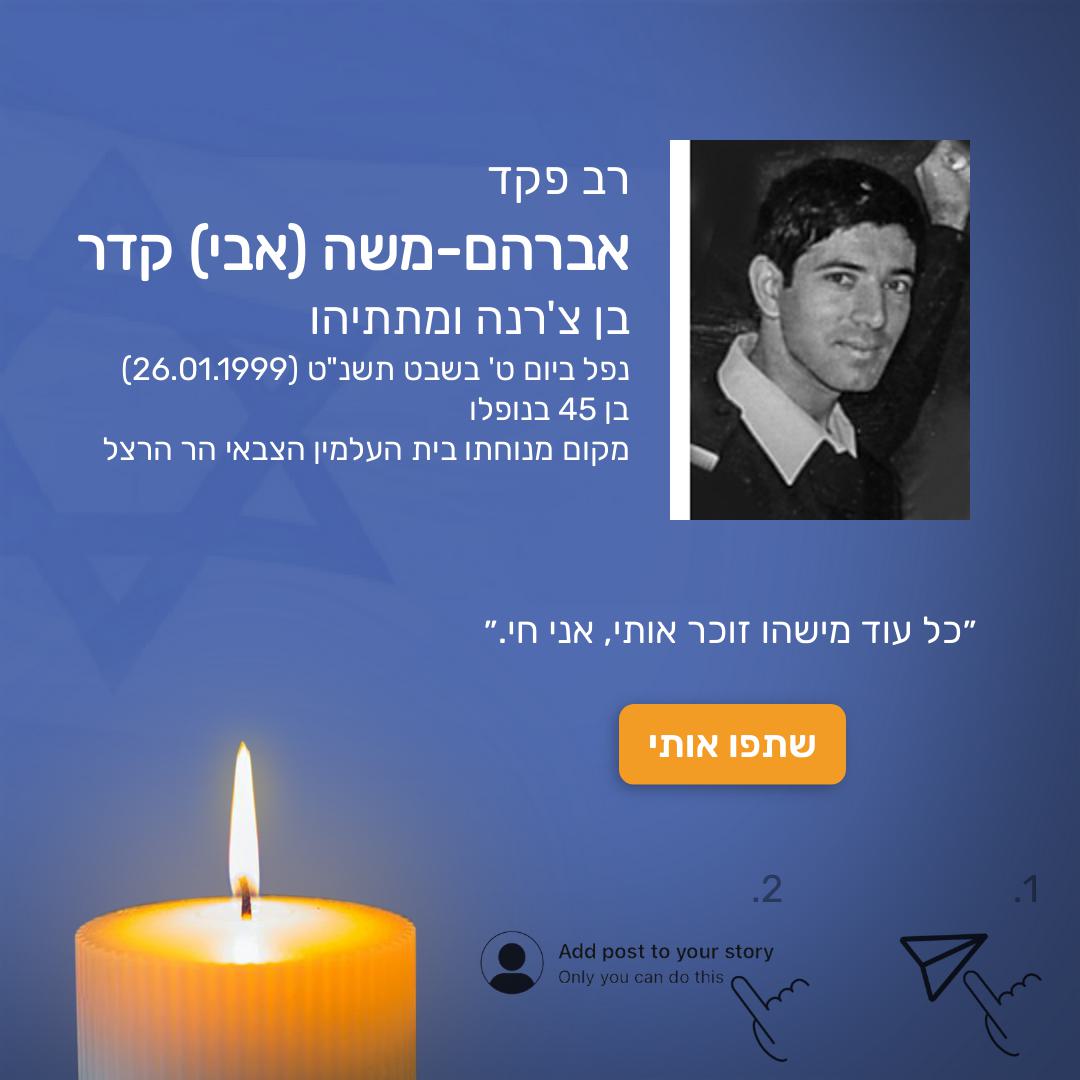 רב פקד
אברהם-משה (אבי) קדר
בן צ'רנה ומתתיהו
נפל ביום ט' בשבט תשנ"ט (26.01.1999)
בן 45 בנופלו
מקום מנוחתו בית העלמין הצבאי הר הרצל
״כל עוד מישהו זוכר אותי, אני חי.״
שתפו אותי
.1
.2
Add post to your story
Only you can do this